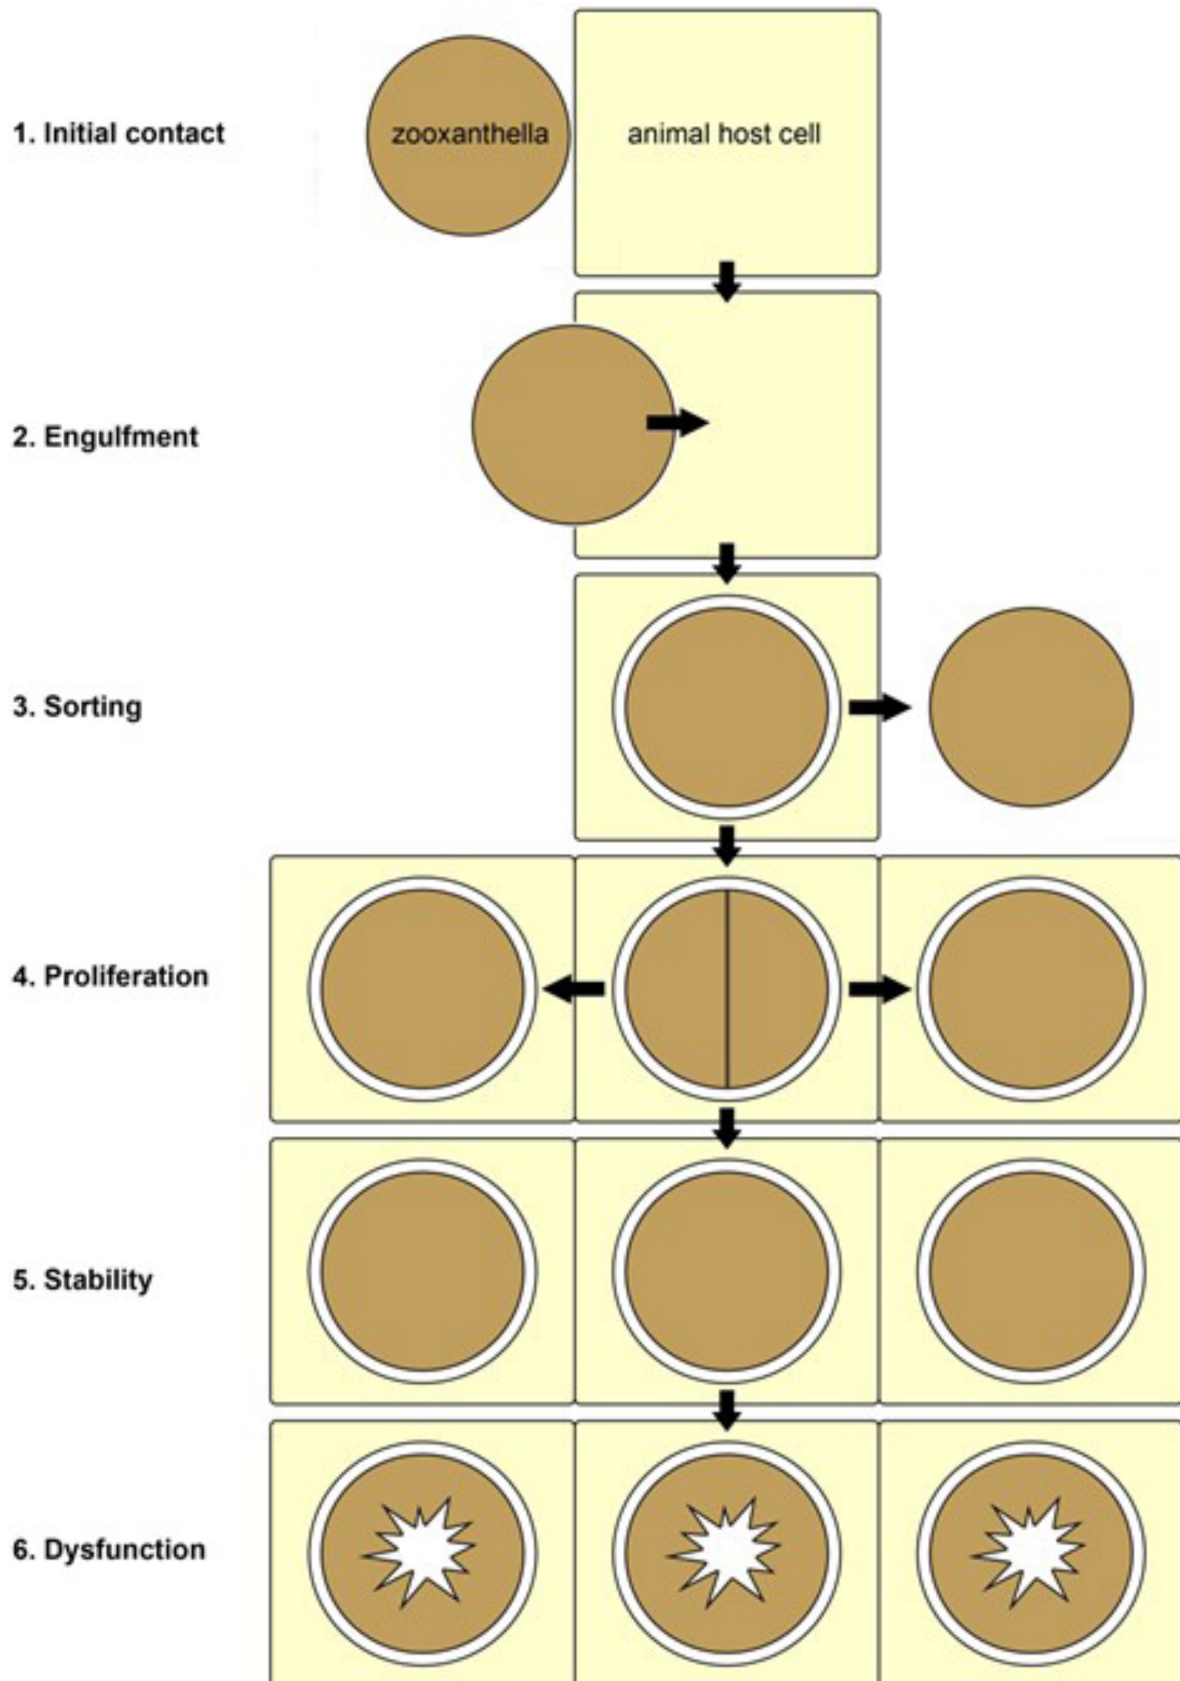 1. Initial contact
zooxanthella
animal host cell
2. Engulfment
3. Sorting
4. Proliferation
5. Stability
6. Dysfunction